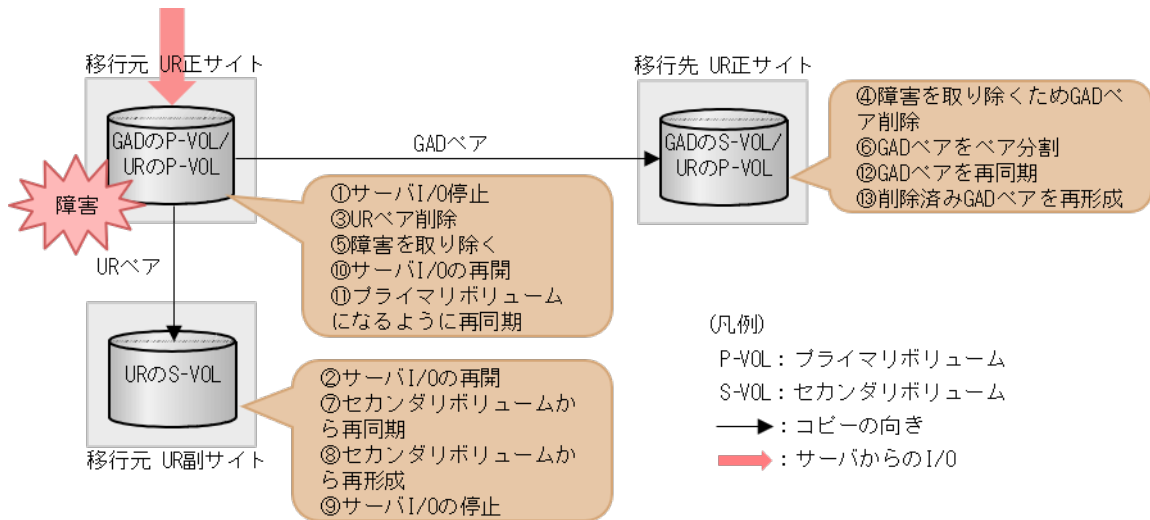 移行元 UR正サイト
GADのP-VOL/
URのP-VOL
障害
URペア
GADペア
移行先 UR正サイト
GADのS-VOL/
URのP-VOL
④障害を取り除くためGADペ
ア削除
⑥GADペアをペア分割
⑫GADペアを再同期
⑬削除済みGADペアを再形成
①サーバI/O停止
③URペア削除
⑤障害を取り除く
⑩サーバI/Oの再開
⑪プライマリボリューム
になるように再同期
URのS-VOL
移行元 UR副サイト
②サーバI/Oの再開
⑦セカンダリボリュームか
ら再同期
⑧セカンダリボリュームか
ら再形成
⑨サーバI/Oの停止
(凡例)
P-VOL：プライマリボリューム
S-VOL：セカンダリボリューム
：コピーの向き
：サーバからのI/O